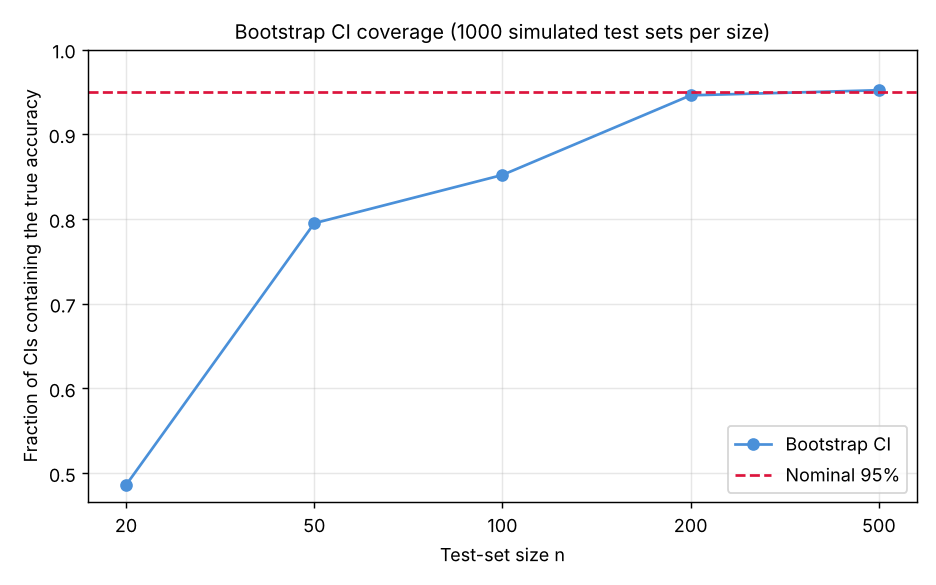 Bootstrap CI coverage (1000 simulated test sets per size)
Fraction of CIs containing the true accuracy
1.0
0.9
0.8
0.7
0.6
0.5
Bootstrap CI
Nominal 95%
20 50 100 200 500
Test-set size n